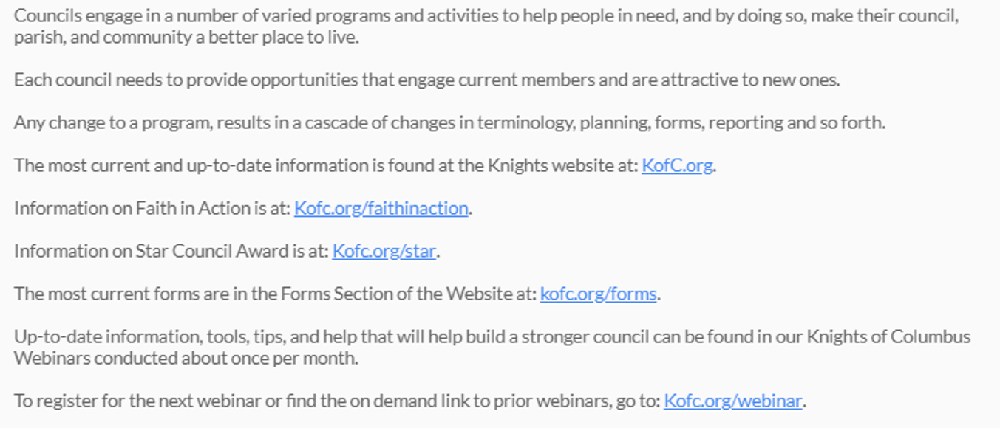 Councils engage in a number of varied programs and activities to help people in need, and by doing so, make their council,
parish, and community a better place to live.
Each council needs to provide opportunities that engage current members and are attractive to new ones.
Any change to a program, results in a cascade of changes in terminology, planning, forms, reporting and so forth.
The most current and up-to-date information is found at the Knights website at: KofC.org.
Information on Faith in Action is at: Kofc.org/faithinaction.
Information on Star Council Award is at: Kofc.org/star.
The most current forms are in the Forms Section of the Website at: kofc.org/forms.
Up-to-date information, tools, tips, and help that will help build a stronger council can be found in our Knights of Columbus
Webinars conducted about once per month.
To register for the next webinar or find the on demand link to prior webinars, go to: Kofc.org/webinar.